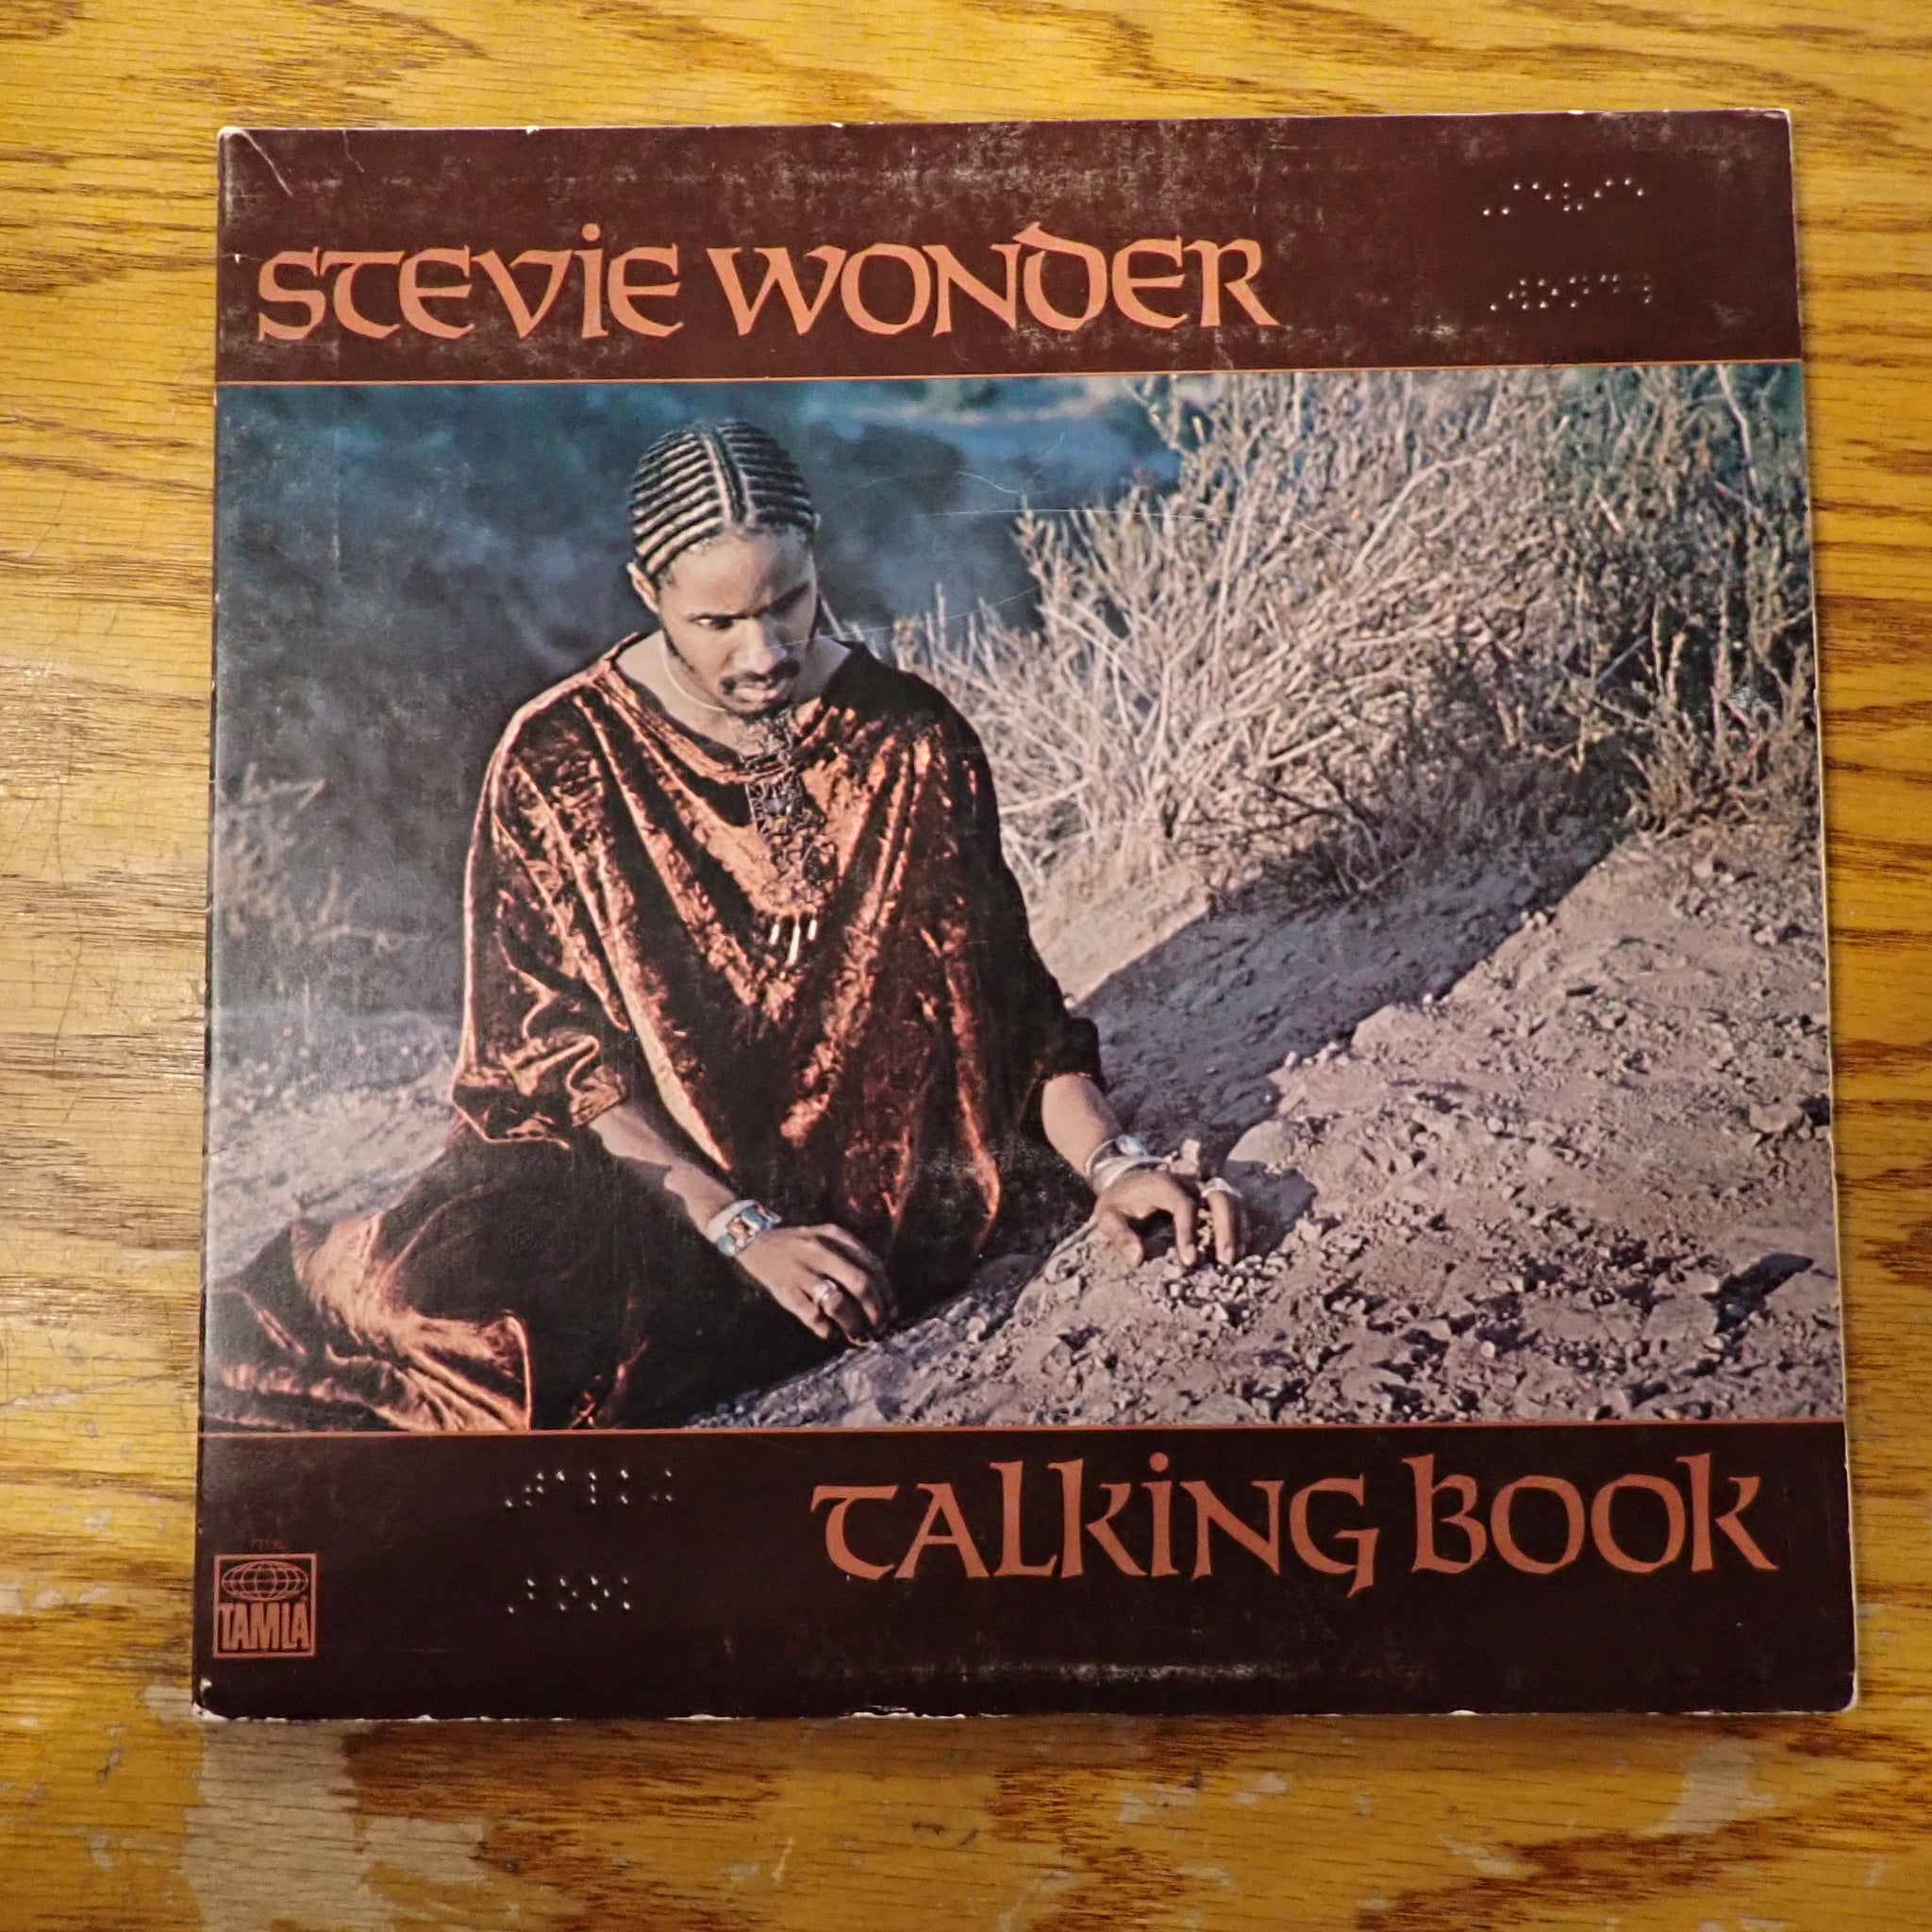 ⠠⠌⠑⠧⠊⠑
STEVIE WONDER
⠠⠺⠕⠝⠙⠻
⠠⠞⠁⠇⠅⠬
TALKING BOOK
⠠⠃⠕⠕⠅
TAMLA